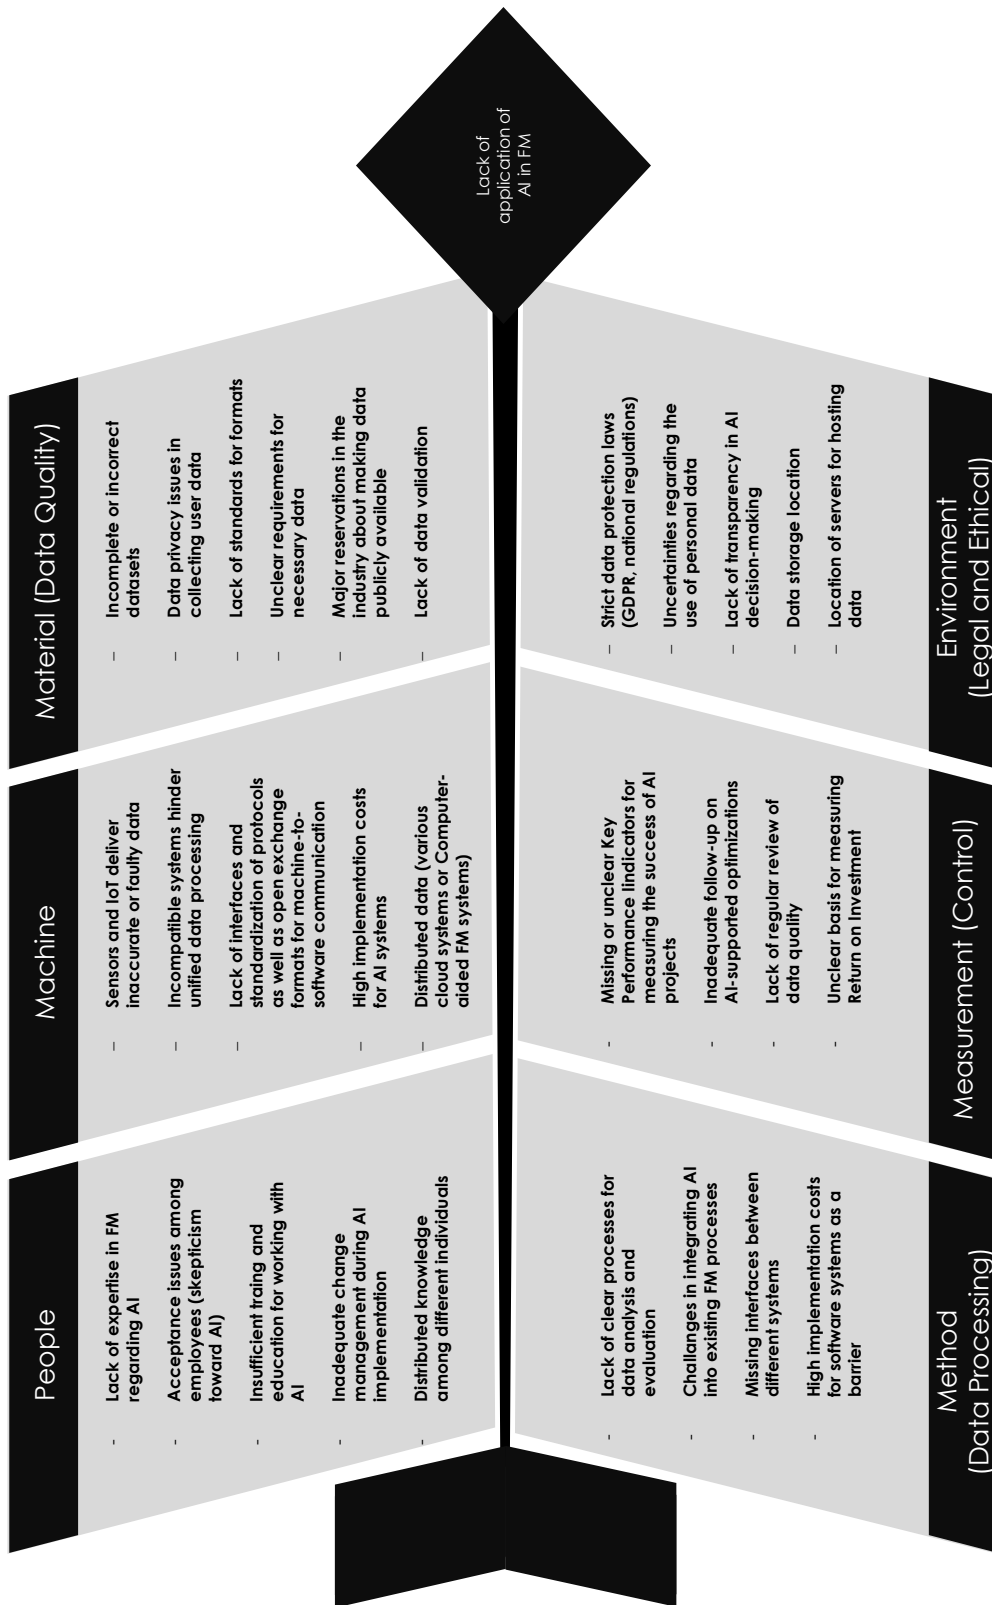 People
- Lack of expertise in FM
regarding AI
- Acceptance issues among
employees (skepticism
toward AI)
- Insufficient traing and
education for working with
AI
- Inadequate change
management during AI
implementation
- Distributed knowledge
among different individuals
Machine
– Sensors and IoT deliver
inaccurate or faulty data
– Incompatible systems hinder
unified data processing
– Lack of interfaces and
standardization of protocols
as well as open exchange
formats for machine-to-
software communication
– High implementation costs
for AI systems
– Distributed data (various
cloud systems or Computer-
aided FM systems)
Material (Data Quality)
– Incomplete or incorrect
datasets
– Data privacy issues in
collecting user data
– Lack of standards for formats
– Unclear requirements for
necessary data
– Major reservations in the
industry about making data
publicly available
– Lack of data validation
Lack of
application of
AI in FM
- Lack of clear processes for
data analysis and
evaluation
- Challanges in integrating AI
into existing FM processes
- Missing interfaces between
different systems
- High implementation costs
for software systems as a
barrier
Method
(Data Processing)
- Missing or unclear Key
Performance Iindicators for
measuring the success of AI
projects
- Inadequate follow-up on
AI-supported optimizations
- Lack of regular review of
data quality
- Unclear basis for measuring
Return on Investment
Measurement (Control)
– Strict data protection laws
(GDPR, national regulations)
– Uncertainties regarding the
use of personal data
– Lack of transparency in AI
decision-making
– Data storage location
– Location of servers for hosting
data
Environment
(Legal and Ethical)